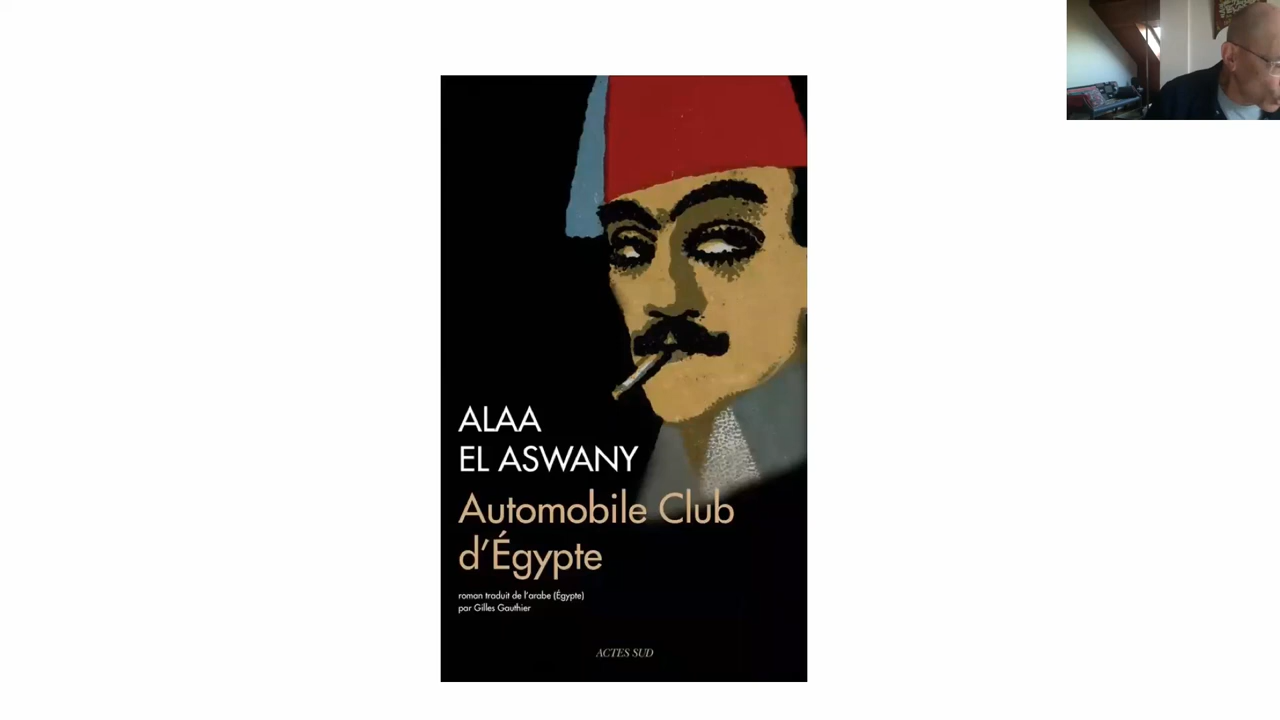 ALAA
EL ASWANY
Automobile Club
d'Égypte
roman traduit de l'arabe (Égypte)
par Gilles Gauthier
ACTES SUD